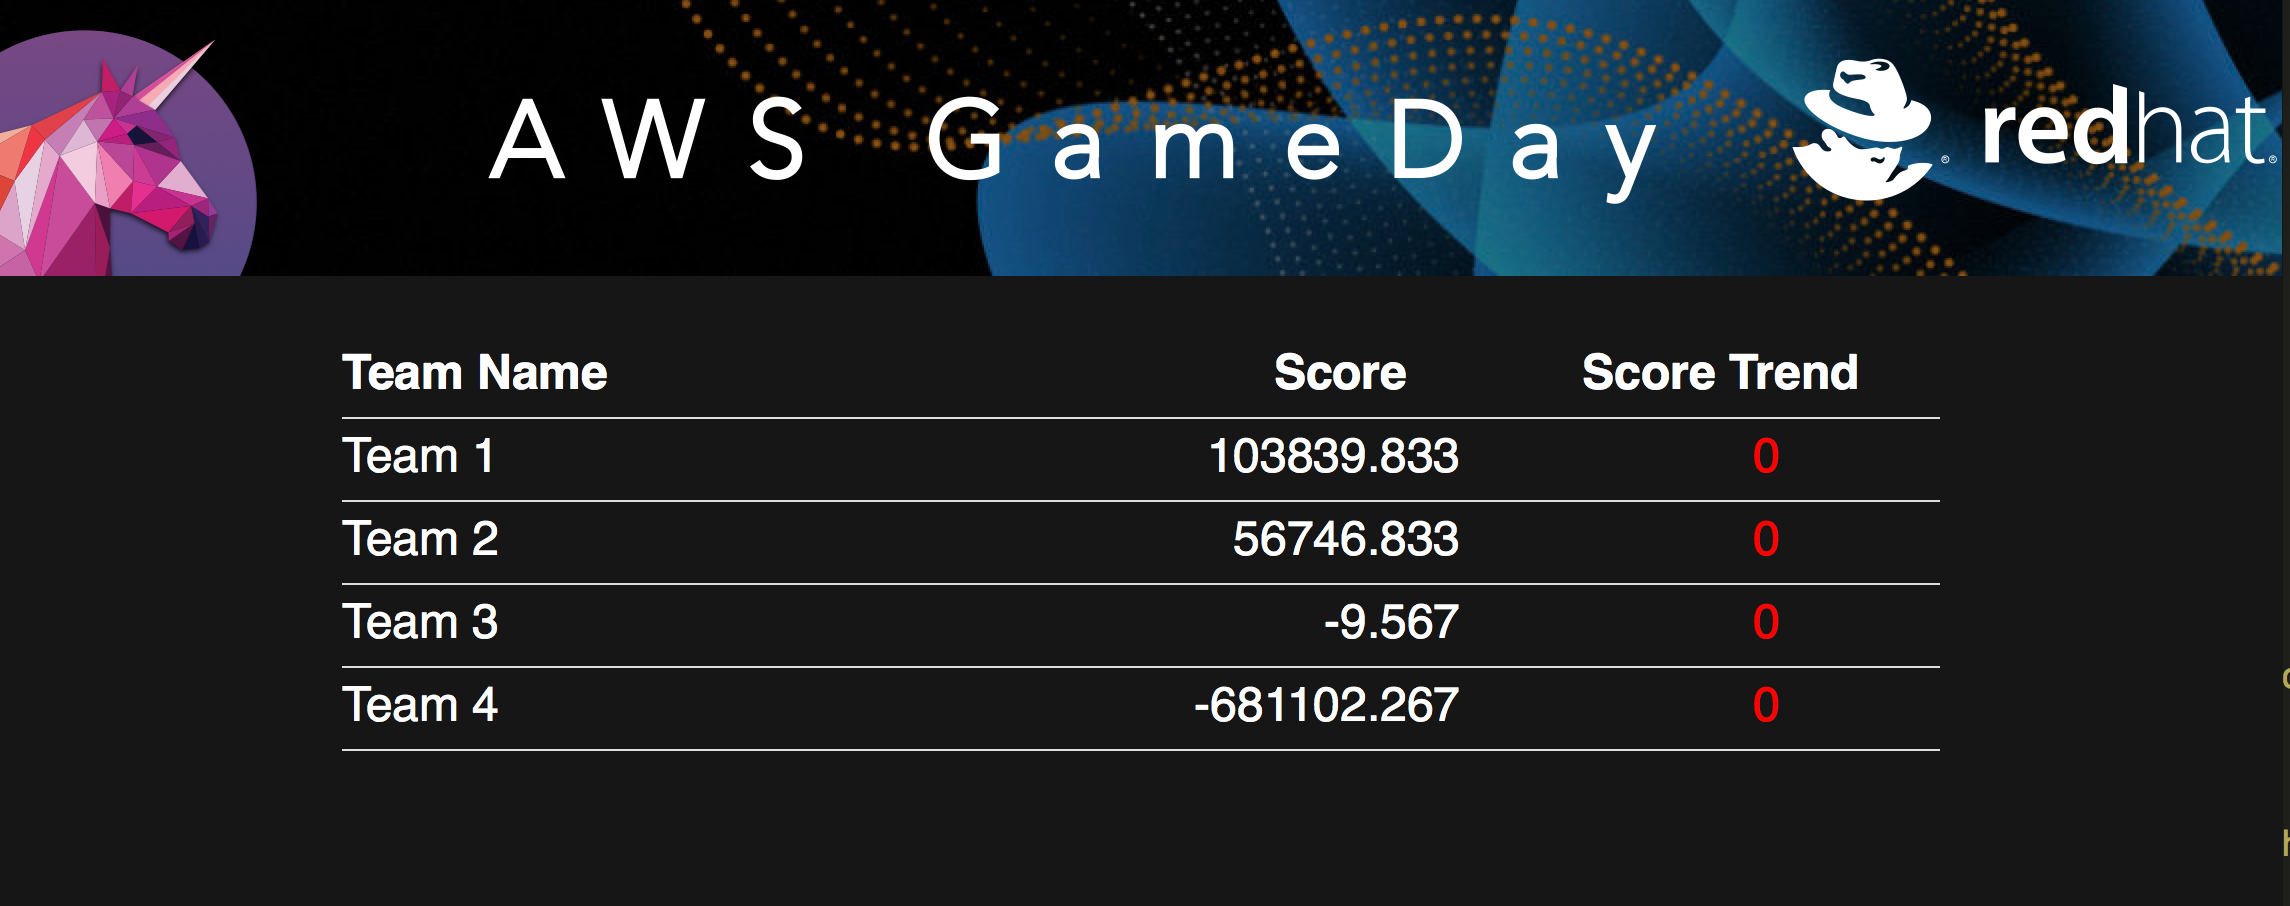 AWS GameDay redhat.
Team Name Score Score Trend
Team 1 103839.833 0
Team 2 56746.833 0
Team 3 -9.567 0
Team 4 -681102.267 0